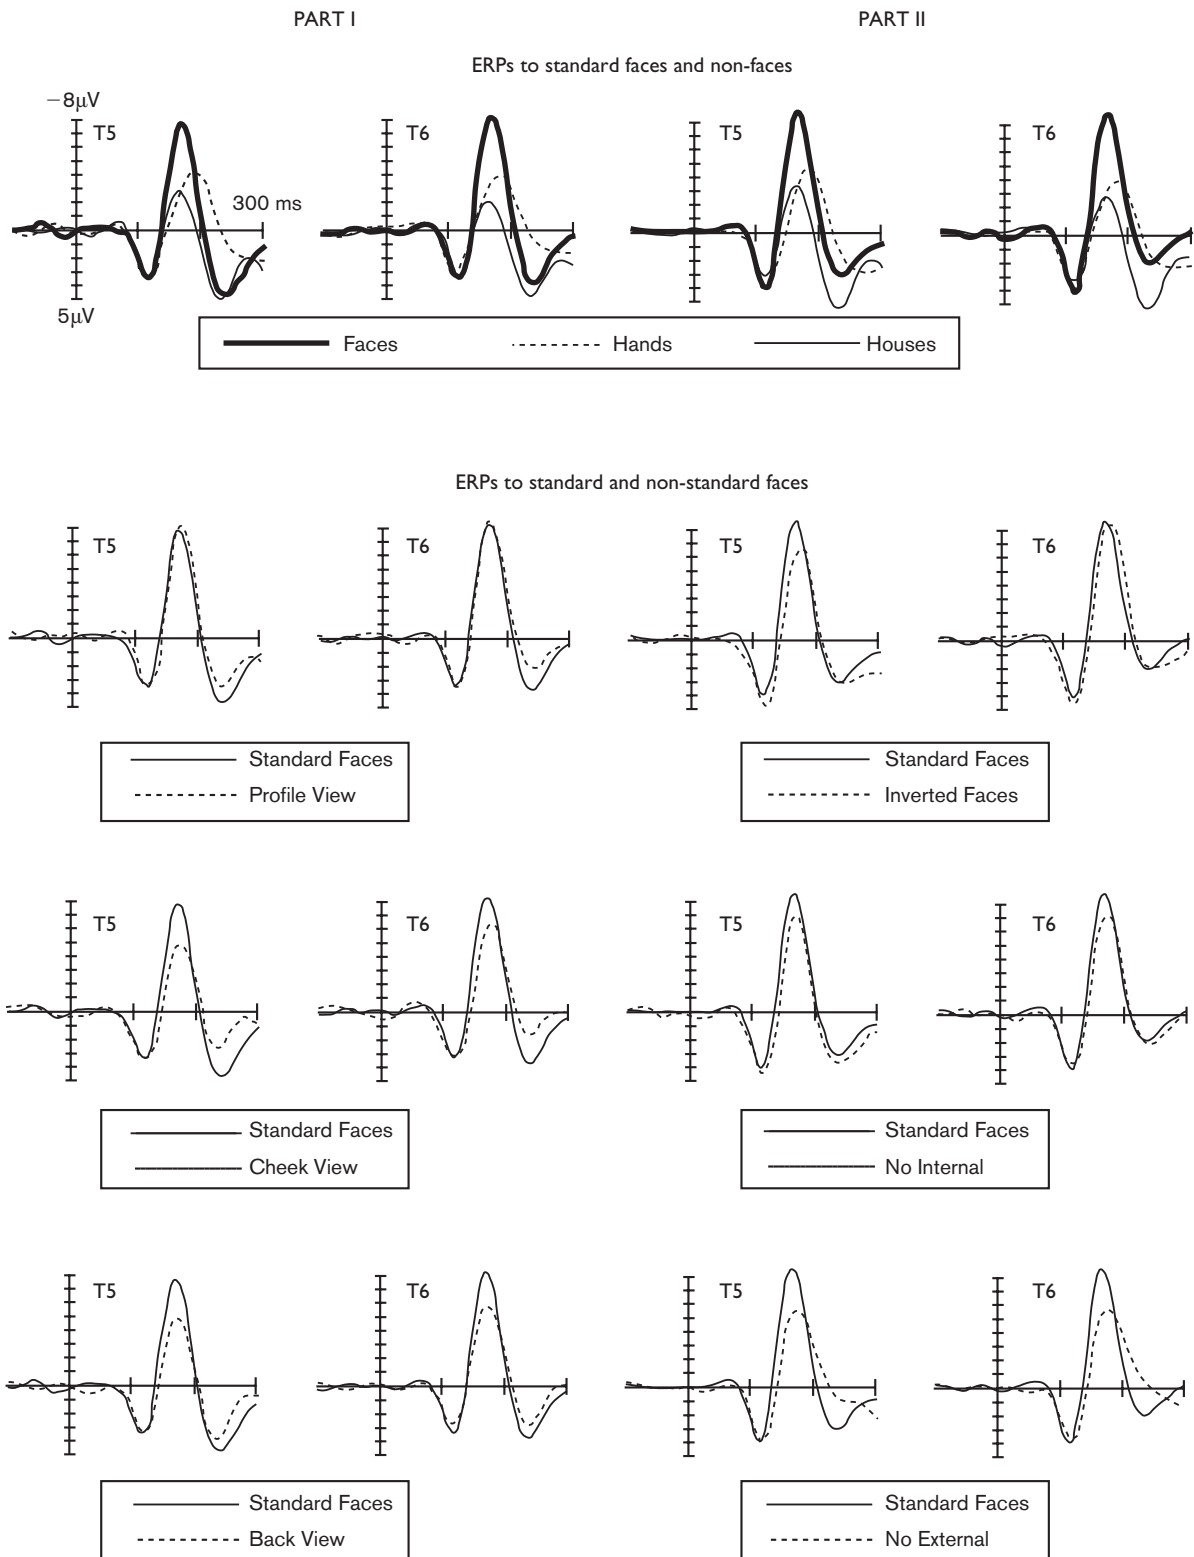 PART I PART II
ERPs to standard faces and non-faces
−8μV
T5 T6 T5 T6
300 ms
5μV
Faces Hands Houses
ERPs to standard and non-standard faces
T5 T6 T5 T6
Standard Faces Standard Faces
Profile View Inverted Faces
T5 T6 T5 T6
Standard Faces Standard Faces
Cheek View No Internal
T5 T6 T5 T6
Standard Faces Standard Faces
Back View No External